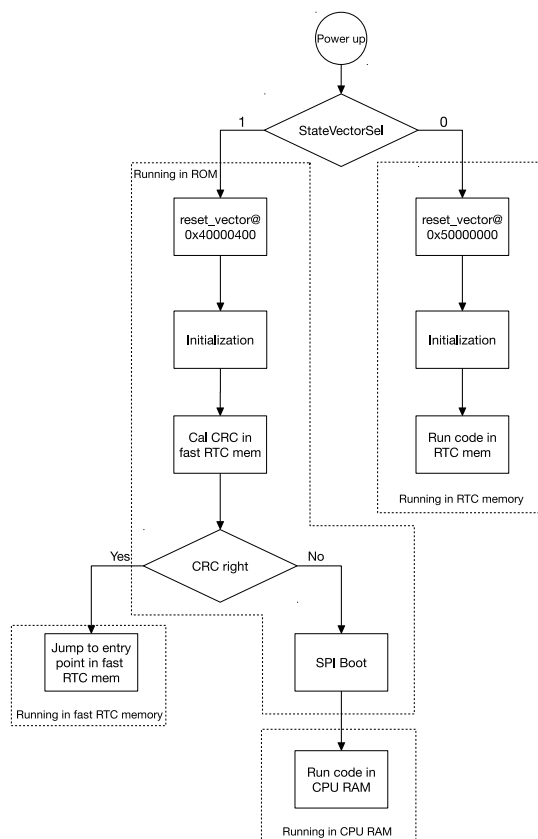 Power up
StateVectorSel
1
0
Running in ROM
reset_vector@
0x40000400
reset_vector@
0x50000000
Initialization
Initialization
Cal CRC in
fast RTC mem
Run code in
RTC mem
Running in RTC memory
CRC right
Yes
No
Jump to entry
point in fast
RTC mem
SPI Boot
Running in fast RTC memory
Run code in
CPU RAM
Running in CPU RAM